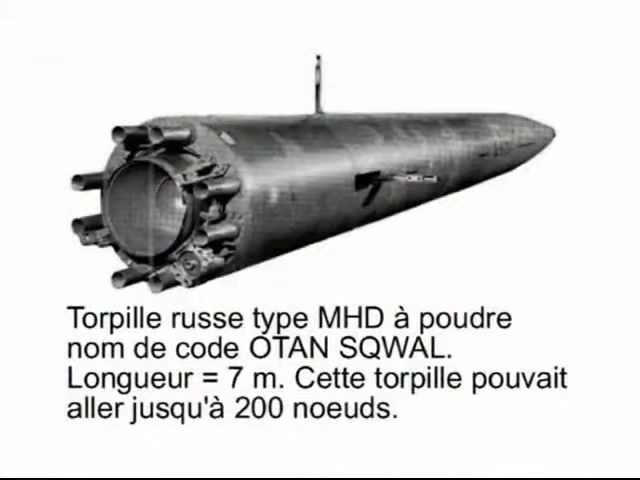 Torpille russe type MHD à poudre
nom de code OTAN SQWAL.
Longueur = 7 m. Cette torpille pouvait
aller jusqu'à 200 noeuds.